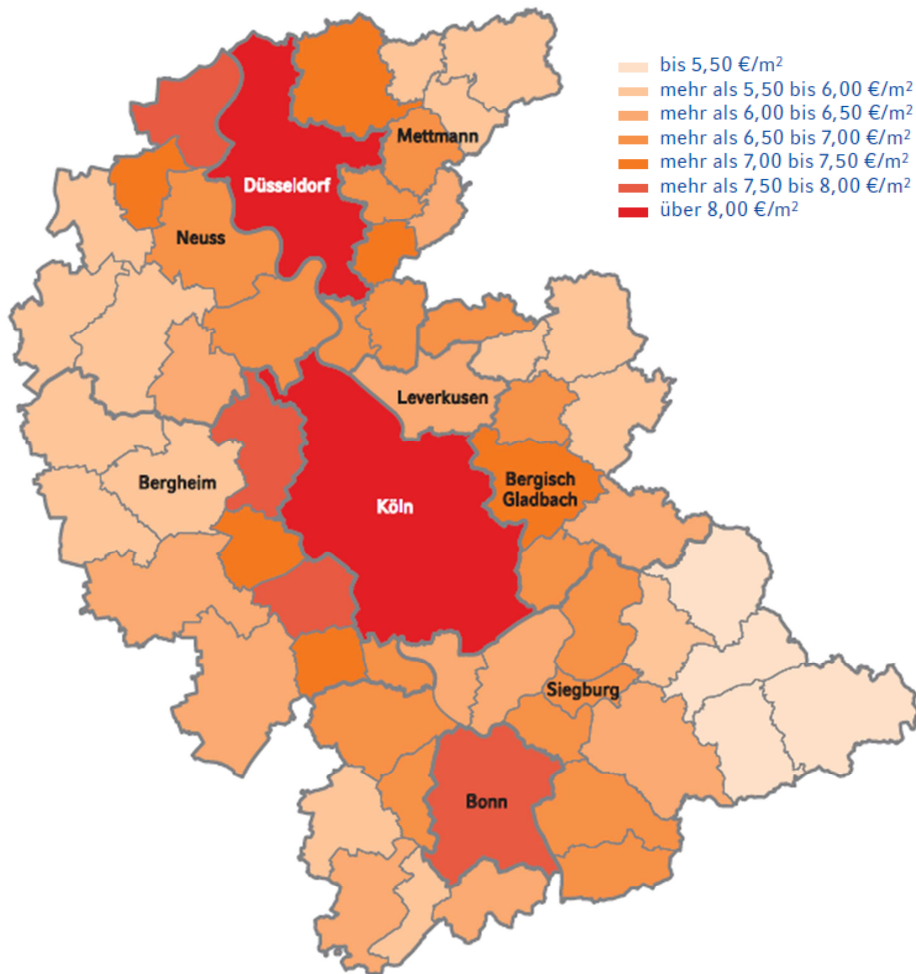 bis 5,50 €/m²
mehr als 5,50 bis 6,00 €/m²
mehr als 6,00 bis 6,50 €/m²
mehr als 6,50 bis 7,00 €/m²
mehr als 7,00 bis 7,50 €/m²
mehr als 7,50 bis 8,00 €/m²
über 8,00 €/m²
Mettmann
Düsseldorf
Neuss
Leverkusen
Bergheim
Bergisch
Gladbach
Köln
Siegburg
Bonn